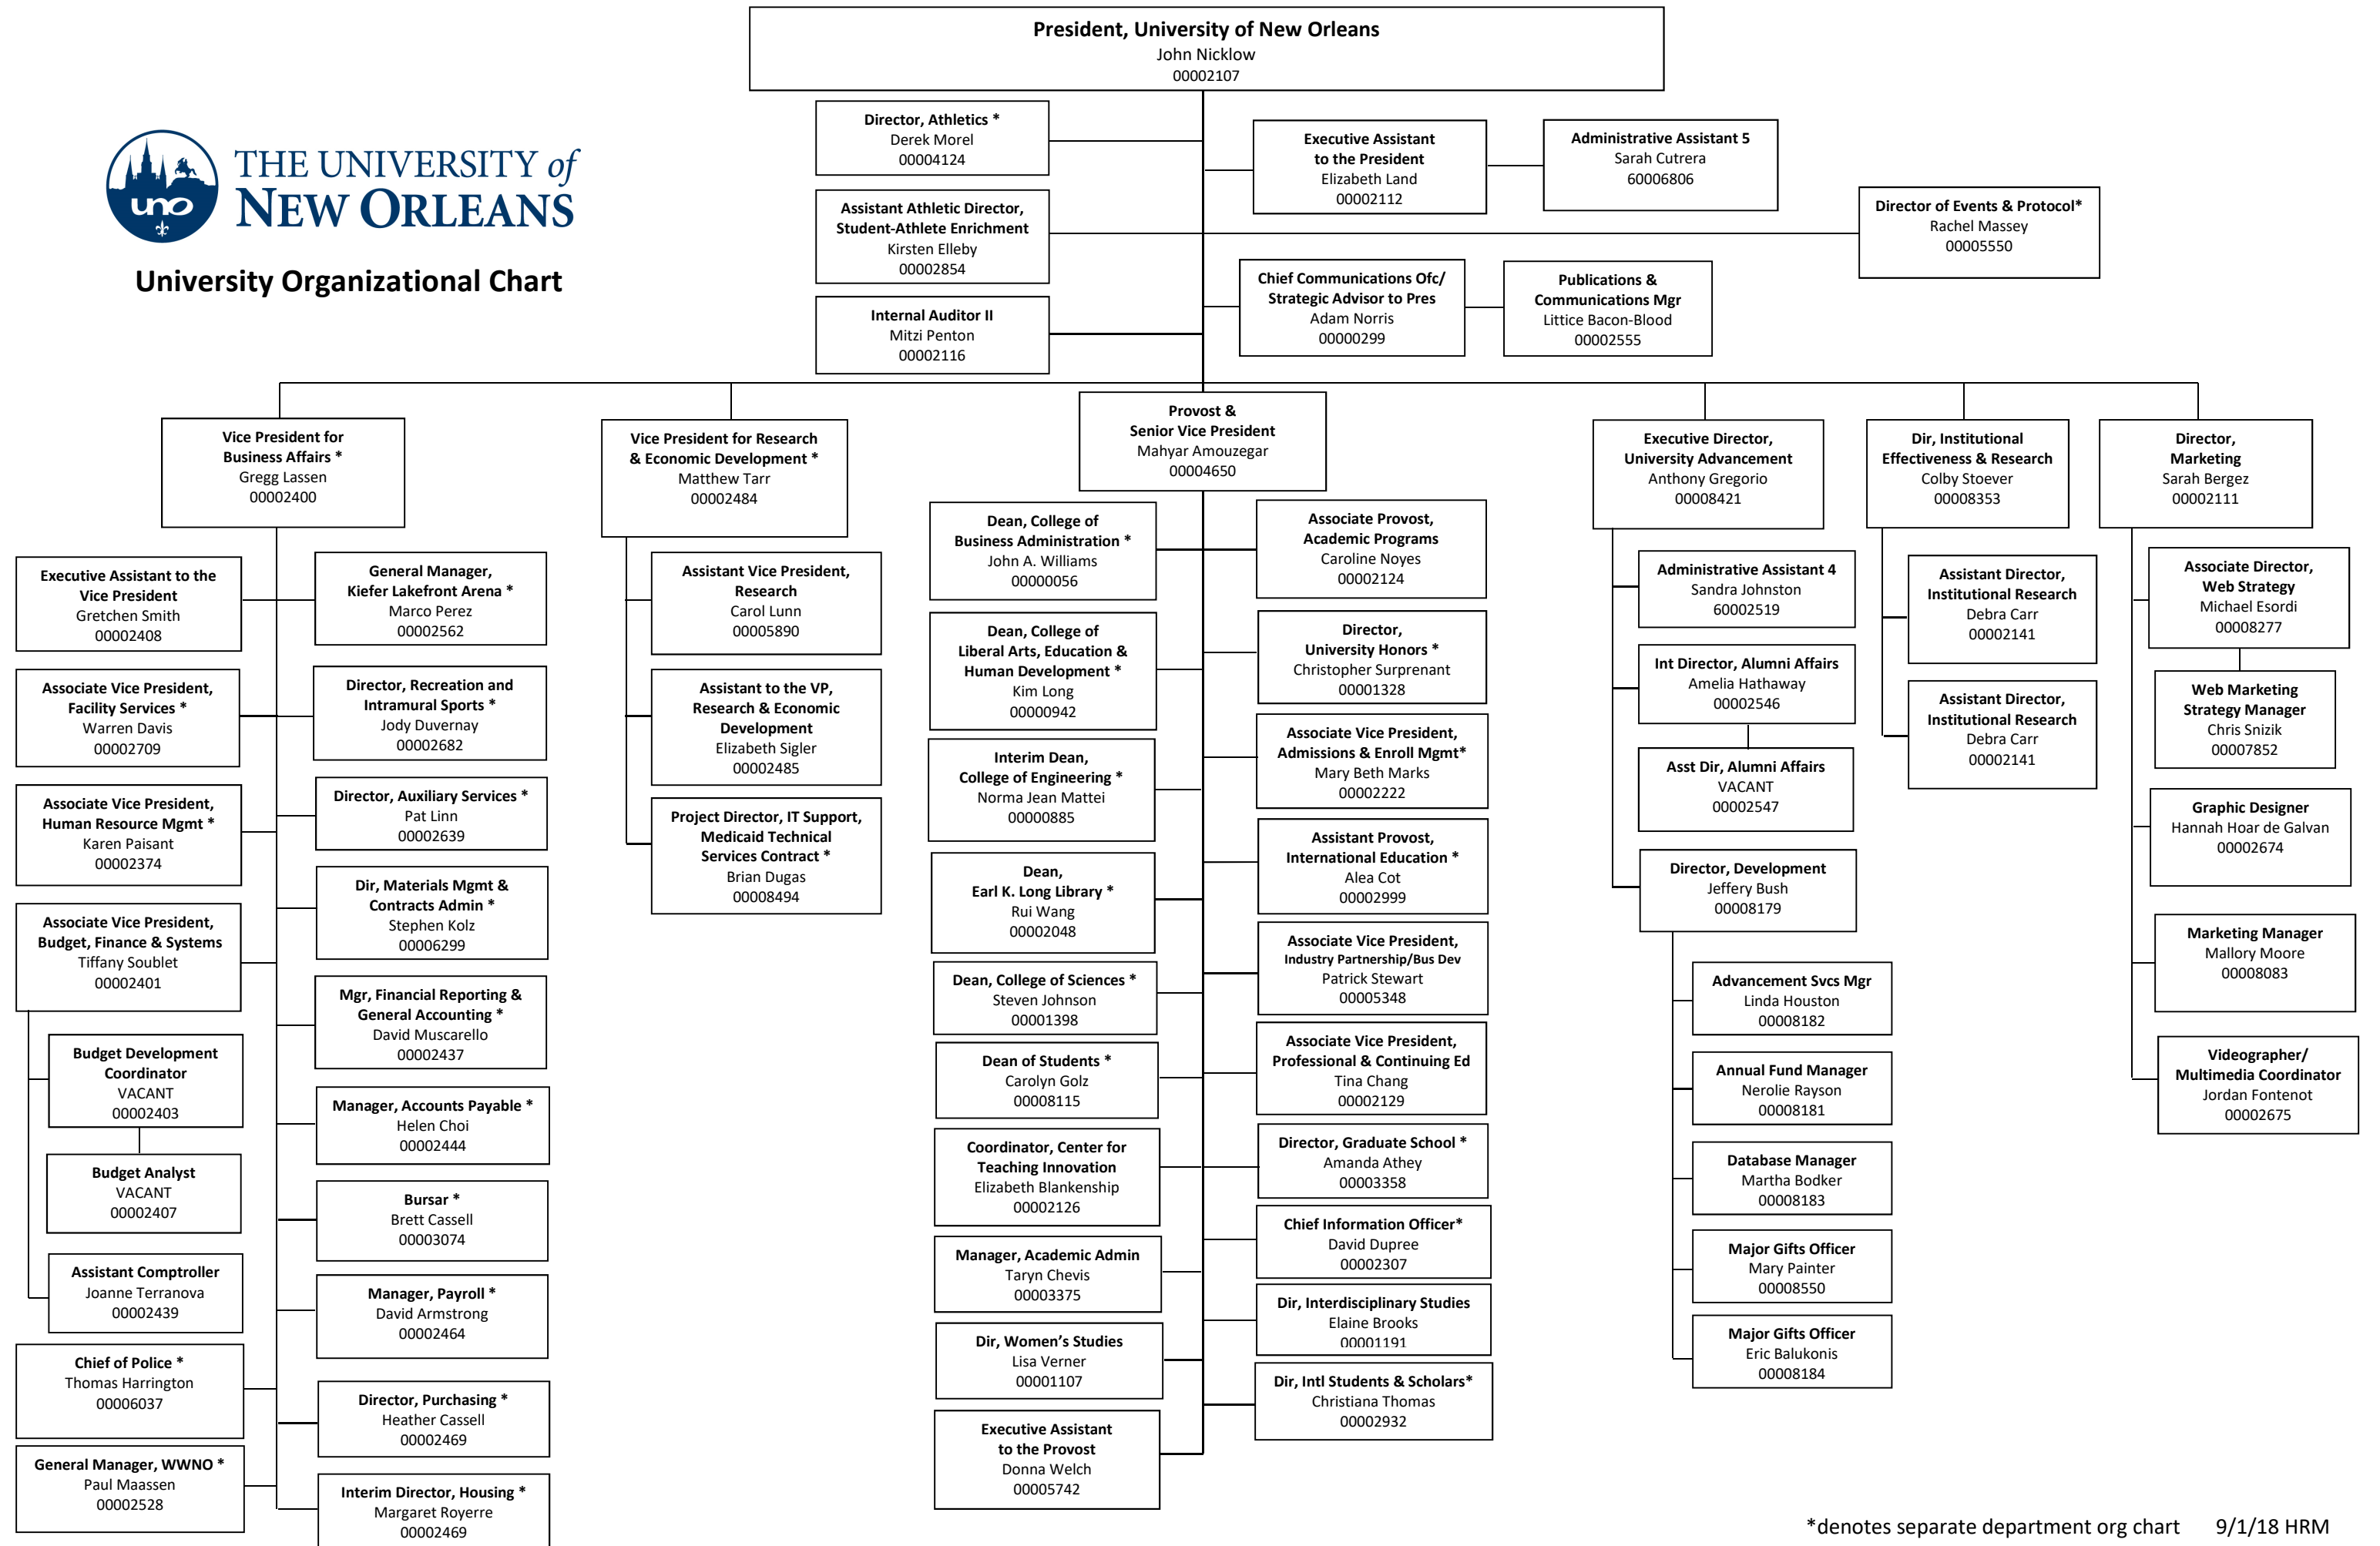 President, University of New Orleans
John Nicklow
00002107
Director, Athletics *
Derek Morel
00004124
Executive Assistant
to the President
Elizabeth Land
00002112
Administrative Assistant 5
Sarah Cutrera
60006806
uno
THE UNIVERSITY of
NEW ORLEANS
University Organizational Chart
Assistant Athletic Director,
Student-Athlete Enrichment
Kirsten Elleby
00002854
Director of Events & Protocol*
Rachel Massey
00005550
Internal Auditor II
Mitzi Penton
00002116
Chief Communications Ofc/
Strategic Advisor to Pres
Adam Norris
00000299
Publications &
Communications Mgr
Littice Bacon-Blood
00002555
Vice President for
Business Affairs *
Gregg Lassen
00002400
Executive Assistant to the
Vice President
Gretchen Smith
00002408
Associate Vice President,
Facility Services *
Warren Davis
00002709
Associate Vice President,
Human Resource Mgmt *
Karen Paisant
00002374
Associate Vice President,
Budget, Finance & Systems
Tiffany Soublet
00002401
Budget Development
Coordinator
VACANT
00002403
Budget Analyst
VACANT
00002407
Assistant Comptroller
Joanne Terranova
00002439
Chief of Police *
Thomas Harrington
00006037
General Manager, WWNO *
Paul Maassen
00002528
General Manager,
Kiefer Lakefront Arena *
Marco Perez
00002562
Director, Recreation and
Intramural Sports *
Jody Duvernay
00002682
Director, Auxiliary Services *
Pat Linn
00002639
Dir, Materials Mgmt &
Contracts Admin *
Stephen Kolz
00006299
Mgr, Financial Reporting &
General Accounting *
David Muscarello
00002437
Manager, Accounts Payable *
Helen Choi
00002444
Bursar *
Brett Cassell
00003074
Manager, Payroll *
David Armstrong
00002464
Director, Purchasing *
Heather Cassell
00002469
Interim Director, Housing *
Margaret Royerre
00002469
Vice President for Research
& Economic Development *
Matthew Tarr
00002484
Assistant Vice President,
Research
Carol Lunn
00005890
Assistant to the VP,
Research & Economic
Development
Elizabeth Sigler
00002485
Project Director, IT Support,
Medicaid Technical
Services Contract *
Brian Dugas
00008494
Provost &
Senior Vice President
Mahyar Amouzegar
00004650
Dean, College of
Business Administration *
John A. Williams
00000056
Dean, College of
Liberal Arts, Education &
Human Development *
Kim Long
00000942
Interim Dean,
College of Engineering *
Norma Jean Mattei
00000885
Dean,
Earl K. Long Library *
Rui Wang
00002048
Dean, College of Sciences *
Steven Johnson
00001398
Dean of Students *
Carolyn Golz
00008115
Coordinator, Center for
Teaching Innovation
Elizabeth Blankenship
00002126
Manager, Academic Admin
Taryn Chevis
00003375
Dir, Women’s Studies
Lisa Verner
00001107
Executive Assistant
to the Provost
Donna Welch
00005742
Associate Provost,
Academic Programs
Caroline Noyes
00002124
Director,
University Honors *
Christopher Surprenant
00001328
Associate Vice President,
Admissions & Enroll Mgmt*
Mary Beth Marks
00002222
Assistant Provost,
International Education *
Alea Cot
00002999
Associate Vice President,
Industry Partnership/Bus Dev
Patrick Stewart
00005348
Associate Vice President,
Professional & Continuing Ed
Tina Chang
00002129
Director, Graduate School *
Amanda Athey
00003358
Chief Information Officer*
David Dupree
00002307
Dir, Interdisciplinary Studies
Elaine Brooks
00001191
Dir, Intl Students & Scholars*
Christiana Thomas
00002932
Executive Director,
University Advancement
Anthony Gregorio
00008421
Administrative Assistant 4
Sandra Johnston
60002519
Int Director, Alumni Affairs
Amelia Hathaway
00002546
Asst Dir, Alumni Affairs
VACANT
00002547
Director, Development
Jeffery Bush
00008179
Advancement Svcs Mgr
Linda Houston
00008182
Annual Fund Manager
Nerolie Rayson
00008181
Database Manager
Martha Bodker
00008183
Major Gifts Officer
Mary Painter
00008550
Major Gifts Officer
Eric Balukonis
00008184
Dir, Institutional
Effectiveness & Research
Colby Stoever
00008353
Assistant Director,
Institutional Research
Debra Carr
00002141
Assistant Director,
Institutional Research
Debra Carr
00002141
Director,
Marketing
Sarah Bergez
00002111
Associate Director,
Web Strategy
Michael Esordi
00008277
Web Marketing
Strategy Manager
Chris Snizik
00007852
Graphic Designer
Hannah Hoar de Galvan
00002674
Marketing Manager
Mallory Moore
00008083
Videographer/
Multimedia Coordinator
Jordan Fontenot
00002675
*denotes separate department org chart 9/1/18 HRM